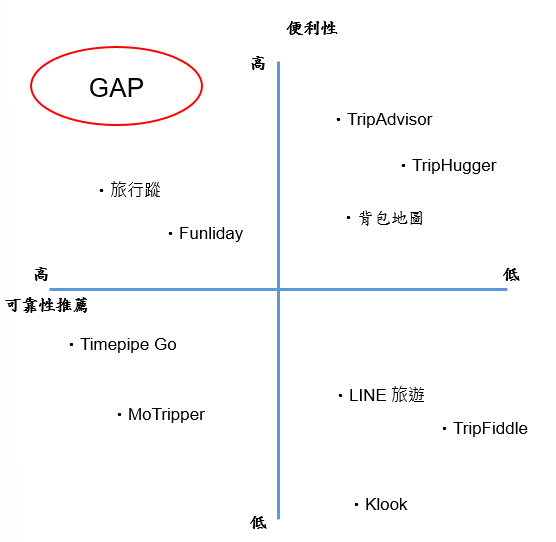 便利性
高
GAP
• TripAdvisor
• TripHugger
• 旅行蹤
• 背包地圖
• Funliday
高
低
可靠性推薦
• Timepipe Go
• LINE 旅遊
• MoTripper
• TripFiddle
• Klook
低